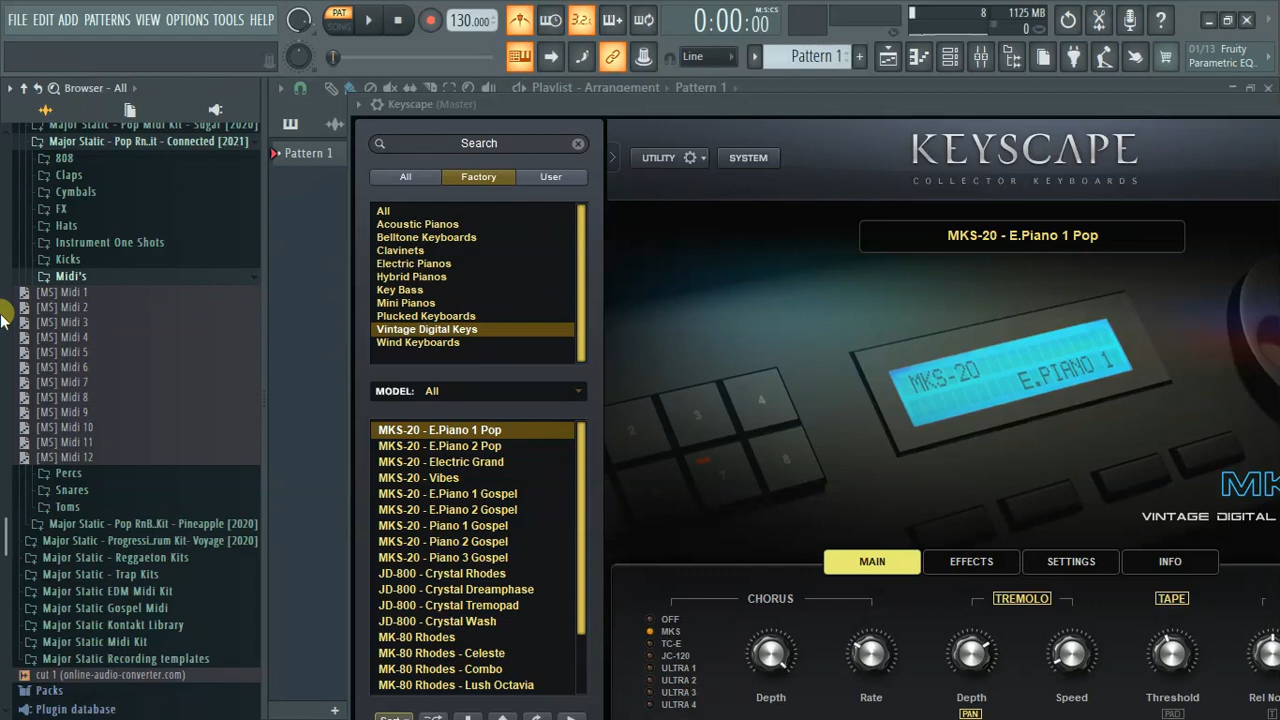 FILE EDIT ADD PATTERNS VIEW OPTIONS TOOLS HELP
PAT
SONG
130.000
3.2
0:00:00
M:S:CS
8
1125 MB
0
Line
Pattern 1
01/13 Fruity
Parametric EQ..
Browser - All
Playlist - Arrangement
Pattern 1
Major Static - Pop Midi Kit - Sugar [2020]
Major Static - Pop Rn..it - Connected [2021]
808
Claps
Cymbals
FX
Hats
Instrument One Shots
Kicks
Midi's
[MS] Midi 1
[MS] Midi 2
[MS] Midi 3
[MS] Midi 4
[MS] Midi 5
[MS] Midi 6
[MS] Midi 7
[MS] Midi 8
[MS] Midi 9
[MS] Midi 10
[MS] Midi 11
[MS] Midi 12
Percs
Snares
Toms
Major Static - Pop RnB.Kit - Pineapple [2020]
Major Static - Progressi..rum Kit- Voyage [2020]
Major Static - Reggaeton Kits
Major Static - Trap Kits
Major Static EDM Midi Kit
Major Static Gospel Midi
Major Static Kontakt Library
Major Static Midi Kit
Major Static Recording templates
cut 1 (online-audio-converter.com)
Packs
Plugin database
Pattern 1
Keyscape (Master)
Search
All
Factory
User
All
Acoustic Pianos
Belltone Keyboards
Clavinets
Electric Pianos
Hybrid Pianos
Key Bass
Mini Pianos
Plucked Keyboards
Vintage Digital Keys
Wind Keyboards
MODEL: All
MKS-20 - E.Piano 1 Pop
MKS-20 - E.Piano 2 Pop
MKS-20 - Electric Grand
MKS-20 - Vibes
MKS-20 - E.Piano 1 Gospel
MKS-20 - E.Piano 2 Gospel
MKS-20 - Piano 1 Gospel
MKS-20 - Piano 2 Gospel
MKS-20 - Piano 3 Gospel
JD-800 - Crystal Rhodes
JD-800 - Crystal Dreamphase
JD-800 - Crystal Tremopad
JD-800 - Crystal Wash
MK-80 Rhodes
MK-80 Rhodes - Celeste
MK-80 Rhodes - Combo
MK-80 Rhodes - Lush Octavia
UTILITY
SYSTEM
KEYSCAPE
COLLECTOR KEYBOARDS
MKS-20 - E.Piano 1 Pop
MKS-20
E.PIANO 1
2 3 4
7 8
MK
VINTAGE DIGITAL
MAIN
EFFECTS
SETTINGS
INFO
CHORUS
TREMOLO
TAPE
OFF
MKS
TC-E
JC-120
ULTRA 1
ULTRA 2
ULTRA 3
ULTRA 4
Depth
Rate
Depth
Speed
Threshold
Rel No
PAN
PAD